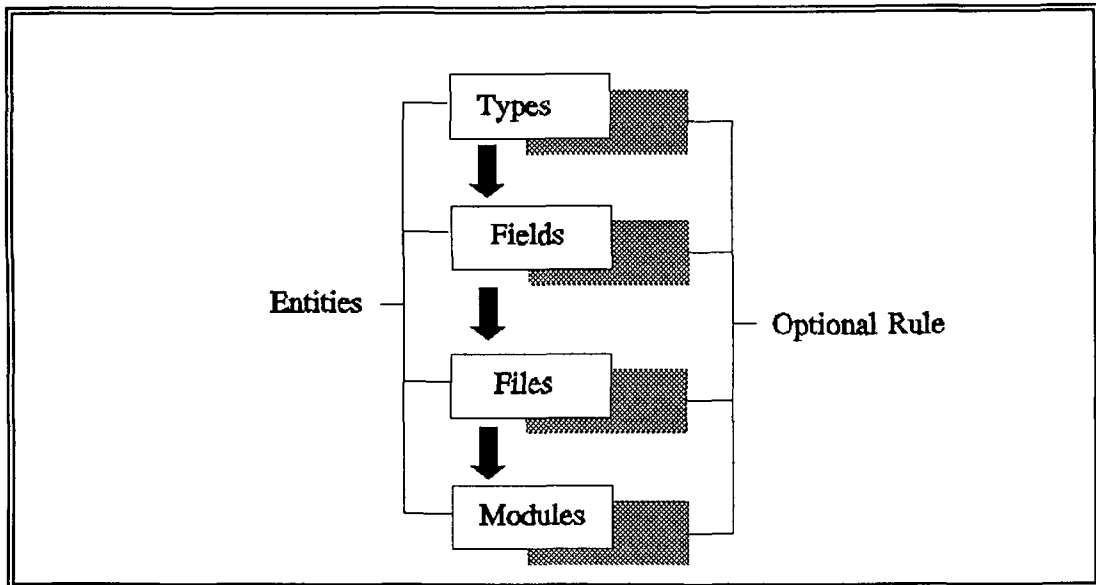 Types
Fields
Entities
Optional Rule
Files
Modules